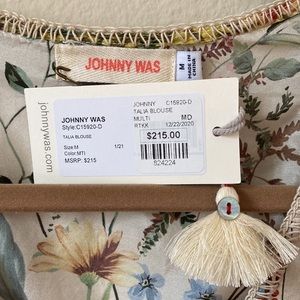 JOHNNY WAS
M
MADE IN
CHINA
johnnywas.com
JOHNNY WAS
Style:C15920-D
TALIA BLOUSE
Size:M 1/21
Color:MTI
MSRP: $215
JOHNNY C15920-D
TALIA BLOUSE
MULTI MD
RTKK 12/22/2020
$215.00
824224